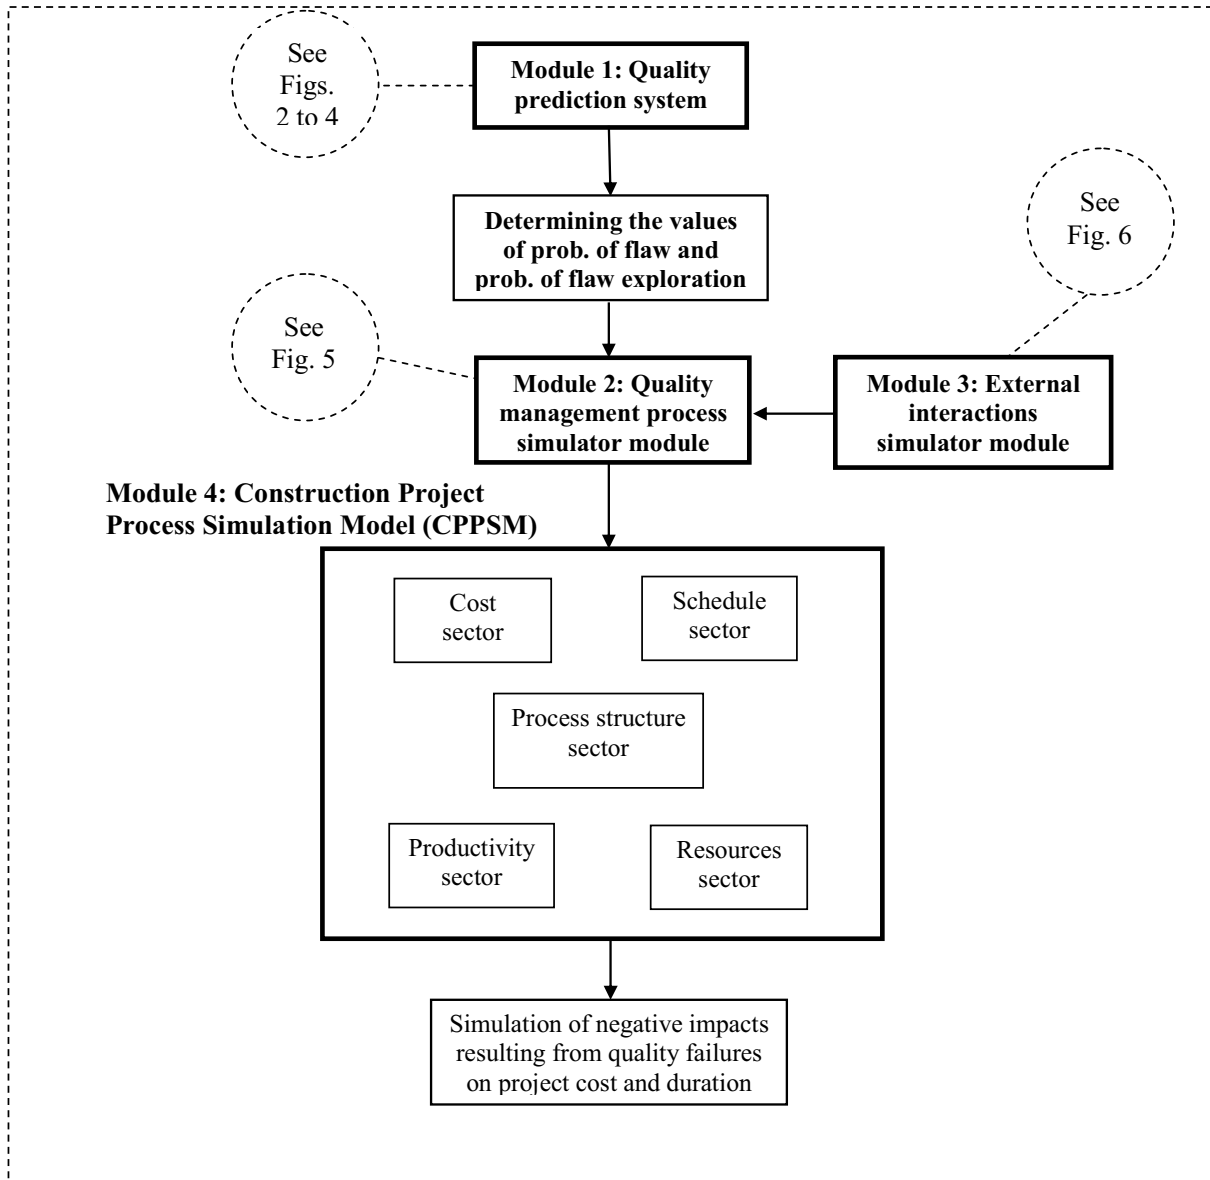 See
Figs.
2 to 4
Module 1: Quality
prediction system
Determining the values
of prob. of flaw and
prob. of flaw exploration
See
Fig. 6
See
Fig. 5
Module 2: Quality
management process
simulator module
Module 3: External
interactions
simulator module
Module 4: Construction Project
Process Simulation Model (CPPSM)
Cost
sector
Schedule
sector
Process structure
sector
Productivity
sector
Resources
sector
Simulation of negative impacts
resulting from quality failures
on project cost and duration